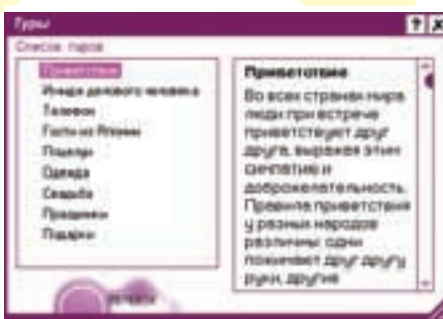 Туры
Список туров
Приветствие
Имидж делового человека
Телефон
Гости из Японии
Поцелуи
Одежда
Свадьба
Праздники
Подарки
Приветствие
Во всех странах мира
люди при встрече
приветствуют друг
друга, выражая этим
симпатию и
доброжелательность.
Правила приветствия
у разных народов
различны: одни
пожимают друг другу
руки, другие